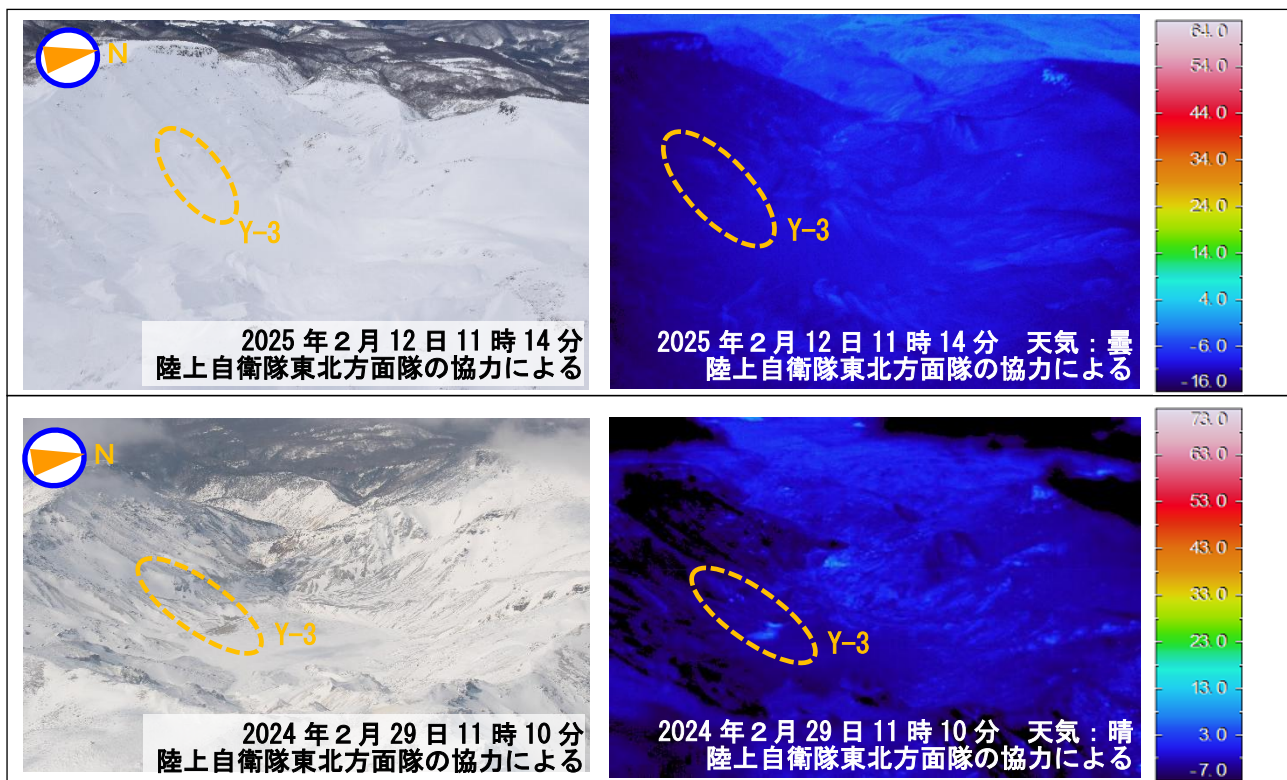 N
Y-3
2025年2月12日11時14分
陸上自衛隊東北方面隊の協力による
Y-3
2025年2月12日11時14分 天気：曇
陸上自衛隊東北方面隊の協力による
64.0
54.0
44.0
34.0
24.0
14.0
4.0
-6.0
-16.0
N
Y-3
2024年2月29日11時10分
陸上自衛隊東北方面隊の協力による
Y-3
2024年2月29日11時10分 天気：晴
陸上自衛隊東北方面隊の協力による
73.0
63.0
53.0
43.0
33.0
23.0
13.0
3.0
-7.0